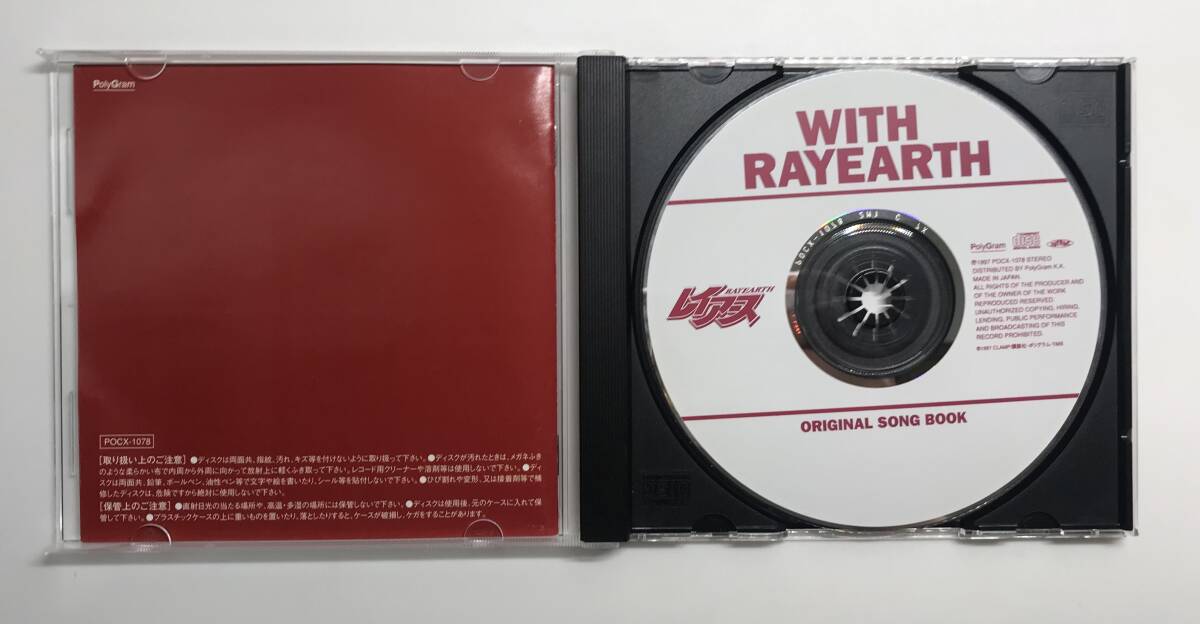 PolyGram
POCX-1078
[取り扱い上のご注意] ●ディスクは両面共、指紋、汚れ、キズ等を付けないように取り扱って下さい。●ディスクが汚れたときは、メガネふき
のような柔らかい布で内周から外周に向かって放射状に軽くふき取って下さい。レコード用クリーナーや溶剤等は使用しないで下さい。●ディ
スクは両面共、鉛筆、ボールペン、油性ペン等で文字や絵を書いたり、シール等を貼付しないで下さい。●ひび割れや変形、又は接着剤等で補
修したディスクは、危険ですから絶対に使用しないで下さい。
[保管上のご注意] ●直射日光の当たる場所や、高温・多湿の場所には保管しないで下さい。●ディスクは使用後、元のケースに入れて保
管して下さい。●プラスチックケースの上に重いものを置いたり、落としたりすると、ケースが破損し、ケガをすることがあります。
WITH
RAYEARTH
RAYEARTH
レイアース
PolyGram
DISC
℗1997 POCX-1078 STEREO
DISTRIBUTED BY PolyGram K.K.
MADE IN JAPAN.
ALL RIGHTS OF THE PRODUCER AND
OF THE OWNER OF THE WORK
REPRODUCED RESERVED.
UNAUTHORIZED COPYING, HIRING,
LENDING, PUBLIC PERFORMANCE
AND BROADCASTING OF THIS
RECORD PROHIBITED.
©1997 CLAMP・講談社・ポリグラム・TMS
ORIGINAL SONG BOOK